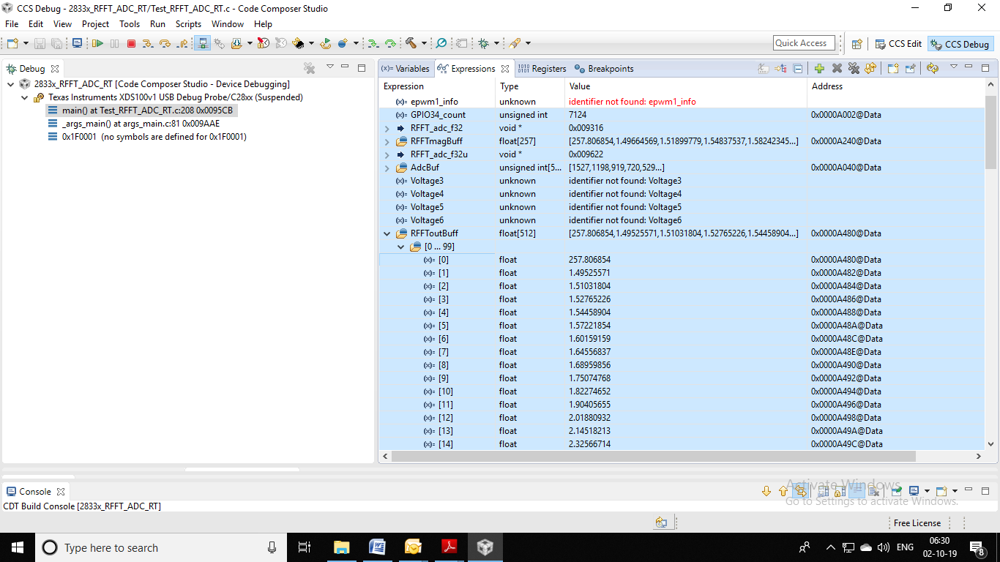 CCS Debug - 2833x_RFFT_ADC_RT/Test_RFFT_ADC_RT.c - Code Composer Studio
File Edit View Project Tools Run Scripts Window Help
Quick Access CCS Edit CCS Debug
Debug
2833x_RFFT_ADC_RT [Code Composer Studio - Device Debugging]
Texas Instruments XDS100v1 USB Debug Probe/C28xx (Suspended)
main() at Test_RFFT_ADC_RT.c:208 0x0095CB
_args_main() at args_main.c:81 0x009AAE
0x1F0001 (no symbols are defined for 0x1F0001)
(x)= Variables Expressions 1010 0101 Registers Breakpoints
Expression Type Value Address
(x)= epwm1_info unknown identifier not found: epwm1_info
(x)= GPIO34_count unsigned int 7124 0x0000A002@Data
RFFT_adc_f32 void * 0x009316
RFFTmagBuff float[257] [257.806854,1.49664569,1.51899779,1.54837537,1.58242345...] 0x0000A240@Data
RFFT_adc_f32u void * 0x009622
AdcBuf unsigned int[5... [1527,1198,919,720,529...] 0x0000A040@Data
(x)= Voltage3 unknown identifier not found: Voltage3
(x)= Voltage4 unknown identifier not found: Voltage4
(x)= Voltage5 unknown identifier not found: Voltage5
(x)= Voltage6 unknown identifier not found: Voltage6
RFFToutBuff float[512] [257.806854,1.49525571,1.51031804,1.52765226,1.54458904...] 0x0000A480@Data
[0 ... 99]
(x)= [0] float 257.806854 0x0000A480@Data
(x)= [1] float 1.49525571 0x0000A482@Data
(x)= [2] float 1.51031804 0x0000A484@Data
(x)= [3] float 1.52765226 0x0000A486@Data
(x)= [4] float 1.54458904 0x0000A488@Data
(x)= [5] float 1.57221854 0x0000A48A@Data
(x)= [6] float 1.60159159 0x0000A48C@Data
(x)= [7] float 1.64556837 0x0000A48E@Data
(x)= [8] float 1.68959856 0x0000A490@Data
(x)= [9] float 1.75074768 0x0000A492@Data
(x)= [10] float 1.82274652 0x0000A494@Data
(x)= [11] float 1.90405655 0x0000A496@Data
(x)= [12] float 2.01880932 0x0000A498@Data
(x)= [13] float 2.14518213 0x0000A49A@Data
(x)= [14] float 2.32566714 0x0000A49C@Data
Console
CDT Build Console [2833x_RFFT_ADC_RT]
Activate Windows
Go to Settings to activate Windows.
Free License
Type here to search
ENG
06:30
02-10-19
8